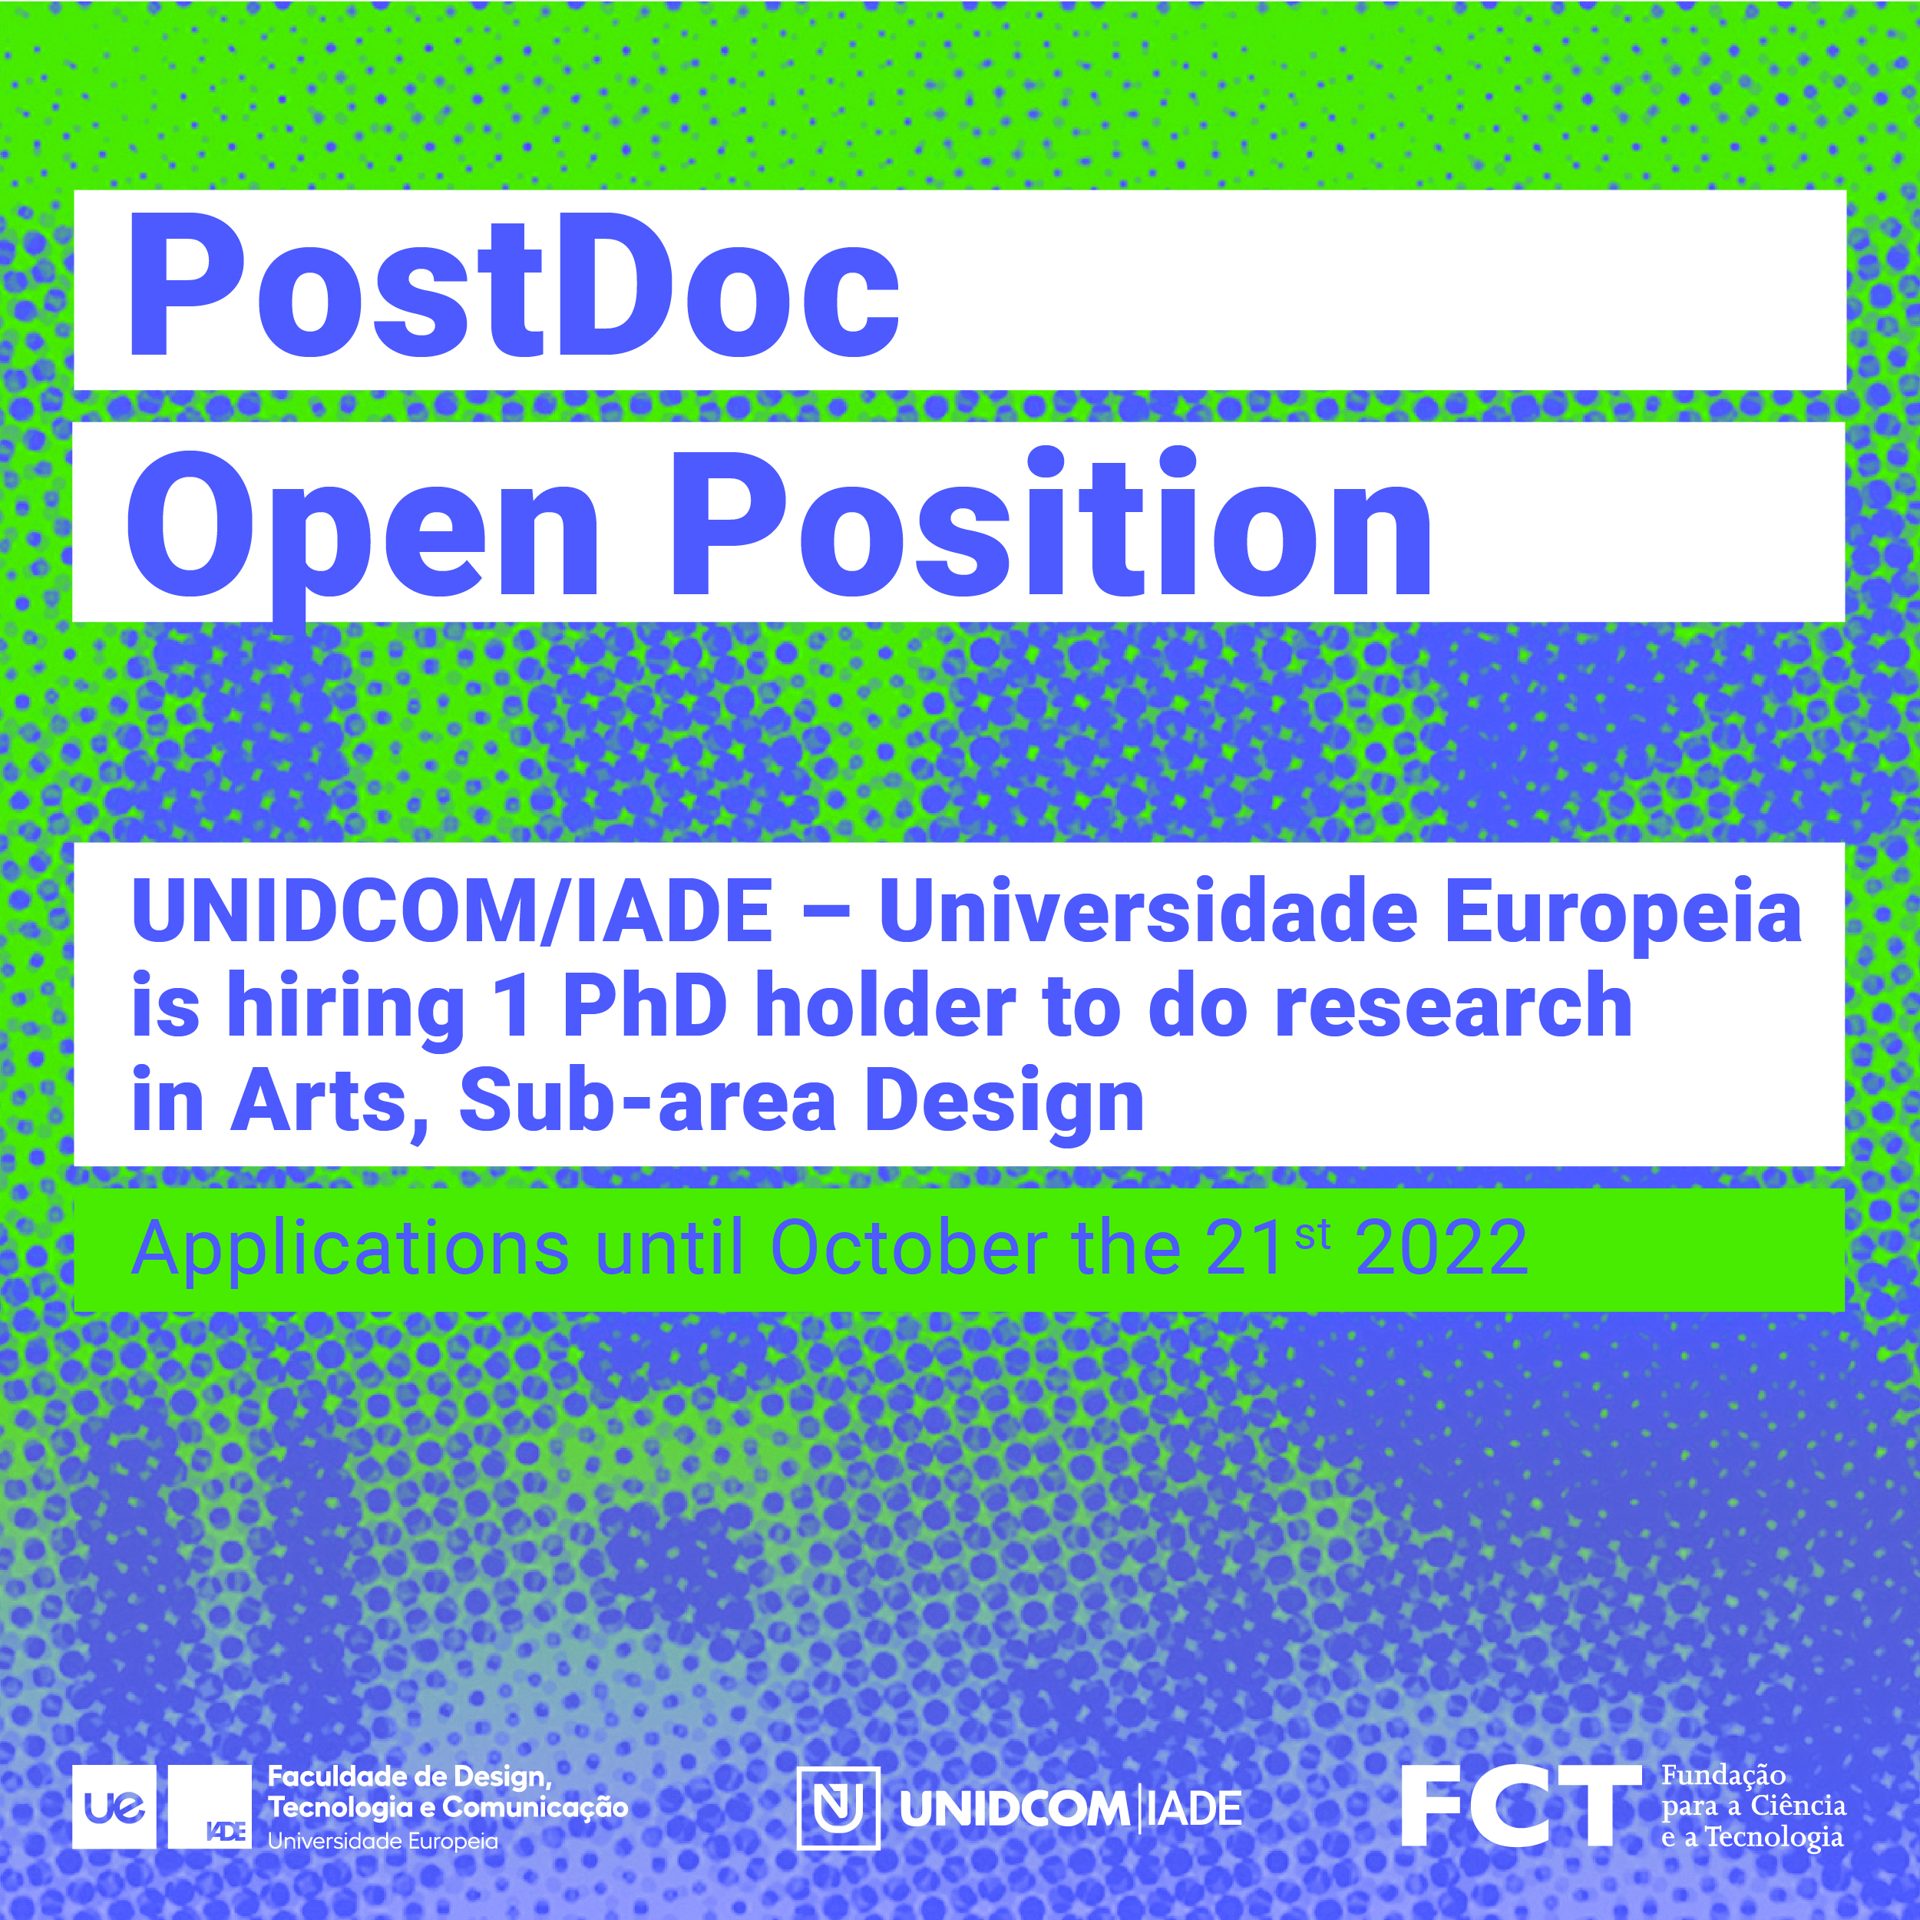 PostDoc
Open Position
UNIDCOM/IADE – Universidade Europeia
is hiring 1 PhD holder to do research
in Arts, Sub-area Design
Applications until October the 21st 2022
ue
IADE
Faculdade de Design,
Tecnologia e Comunicação
Universidade Europeia
UNIDCOM|IADE
FCT
Fundação
para a Ciência
e a Tecnologia